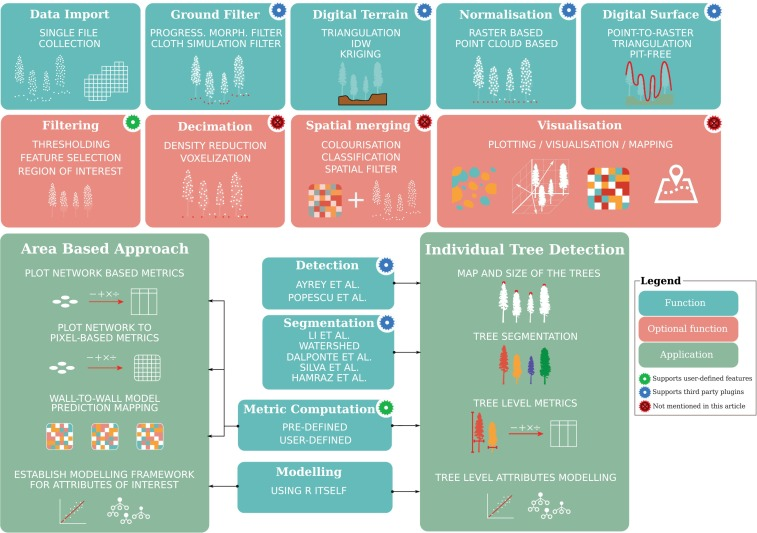 Data Import
SINGLE FILE
COLLECTION
Ground Filter
PROGRESS. MORPH. FILTER
CLOTH SIMULATION FILTER
Digital Terrain
TRIANGULATION
IDW
KRIGING
Normalisation
RASTER BASED
POINT CLOUD BASED
Digital Surface
POINT-TO-RASTER
TRIANGULATION
PIT-FREE
Filtering
THRESHOLDING
FEATURE SELECTION
REGION OF INTEREST
Decimation
DENSITY REDUCTION
VOXELIZATION
Spatial merging
COLOURISATION
CLASSIFICATION
SPATIAL FILTER
+
Visualisation
PLOTTING / VISUALISATION / MAPPING
Area Based Approach
PLOT NETWORK BASED METRICS
−+×÷
PLOT NETWORK TO
PIXEL-BASED METRICS
−+×÷
WALL-TO-WALL MODEL
PREDICTION MAPPING
ESTABLISH MODELLING FRAMEWORK
FOR ATTRIBUTES OF INTEREST
Detection
AYREY ET AL.
POPESCU ET AL.
Segmentation
LI ET AL.
WATERSHED
DALPONTE ET AL.
SILVA ET AL.
HAMRAZ ET AL.
Metric Computation
PRE-DEFINED
USER-DEFINED
Modelling
USING R ITSELF
Individual Tree Detection
MAP AND SIZE OF THE TREES
TREE SEGMENTATION
TREE LEVEL METRICS
−+×÷
TREE LEVEL ATTRIBUTES MODELLING
Legend
Function
Optional function
Application
Supports user-defined features
Supports third party plugins
Not mentioned in this article